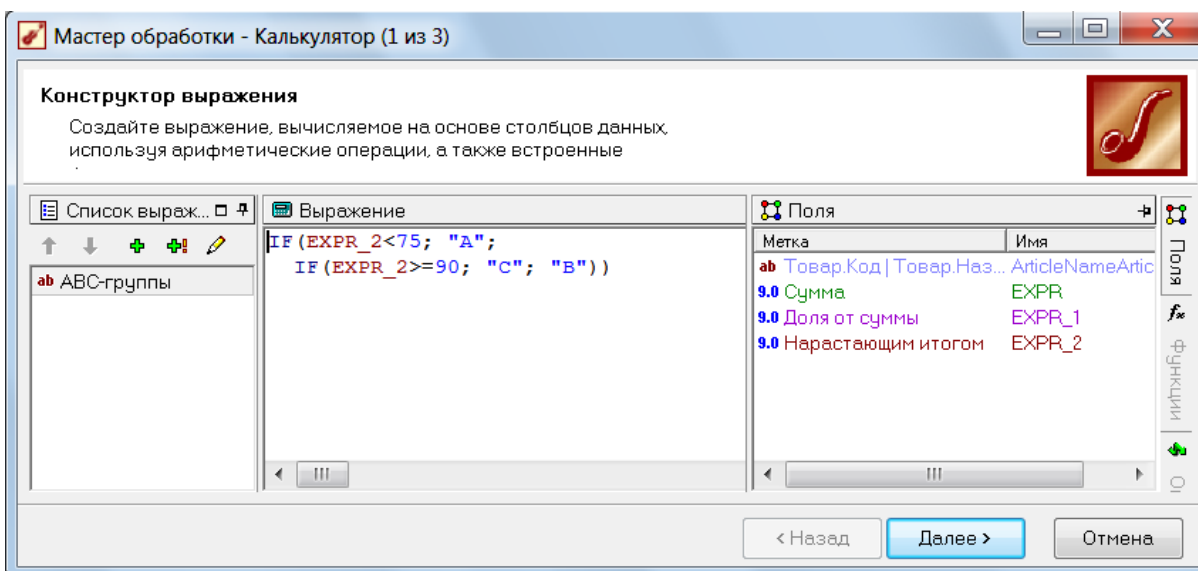 Мастер обработки - Калькулятор (1 из 3)
Конструктор выражения
Создайте выражение, вычисляемое на основе столбцов данных,
используя арифметические операции, а также встроенные
Список выраж...
ab ABC-группы
Выражение
IF(EXPR_2<75; "A";
IF(EXPR_2>=90; "C"; "B"))
Поля
Метка Имя
ab Товар.Код | Товар.Наз... ArticleNameArtic
9.0 Сумма EXPR
9.0 Доля от суммы EXPR_1
9.0 Нарастающим итогом EXPR_2
Поля
fx Функции
< Назад Далее > Отмена